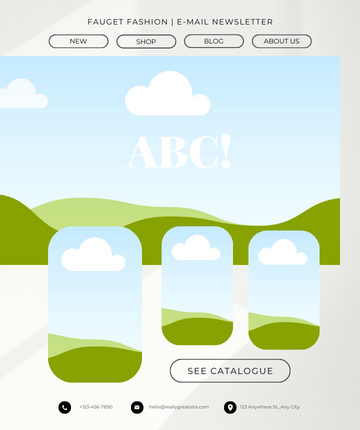 FAUGET FASHION | E-MAIL NEWSLETTER
NEW SHOP BLOG ABOUT US
ABC!
SEE CATALOGUE
+123-456-7890 hello@reallygreatsite.com 123 Anywhere St., Any City